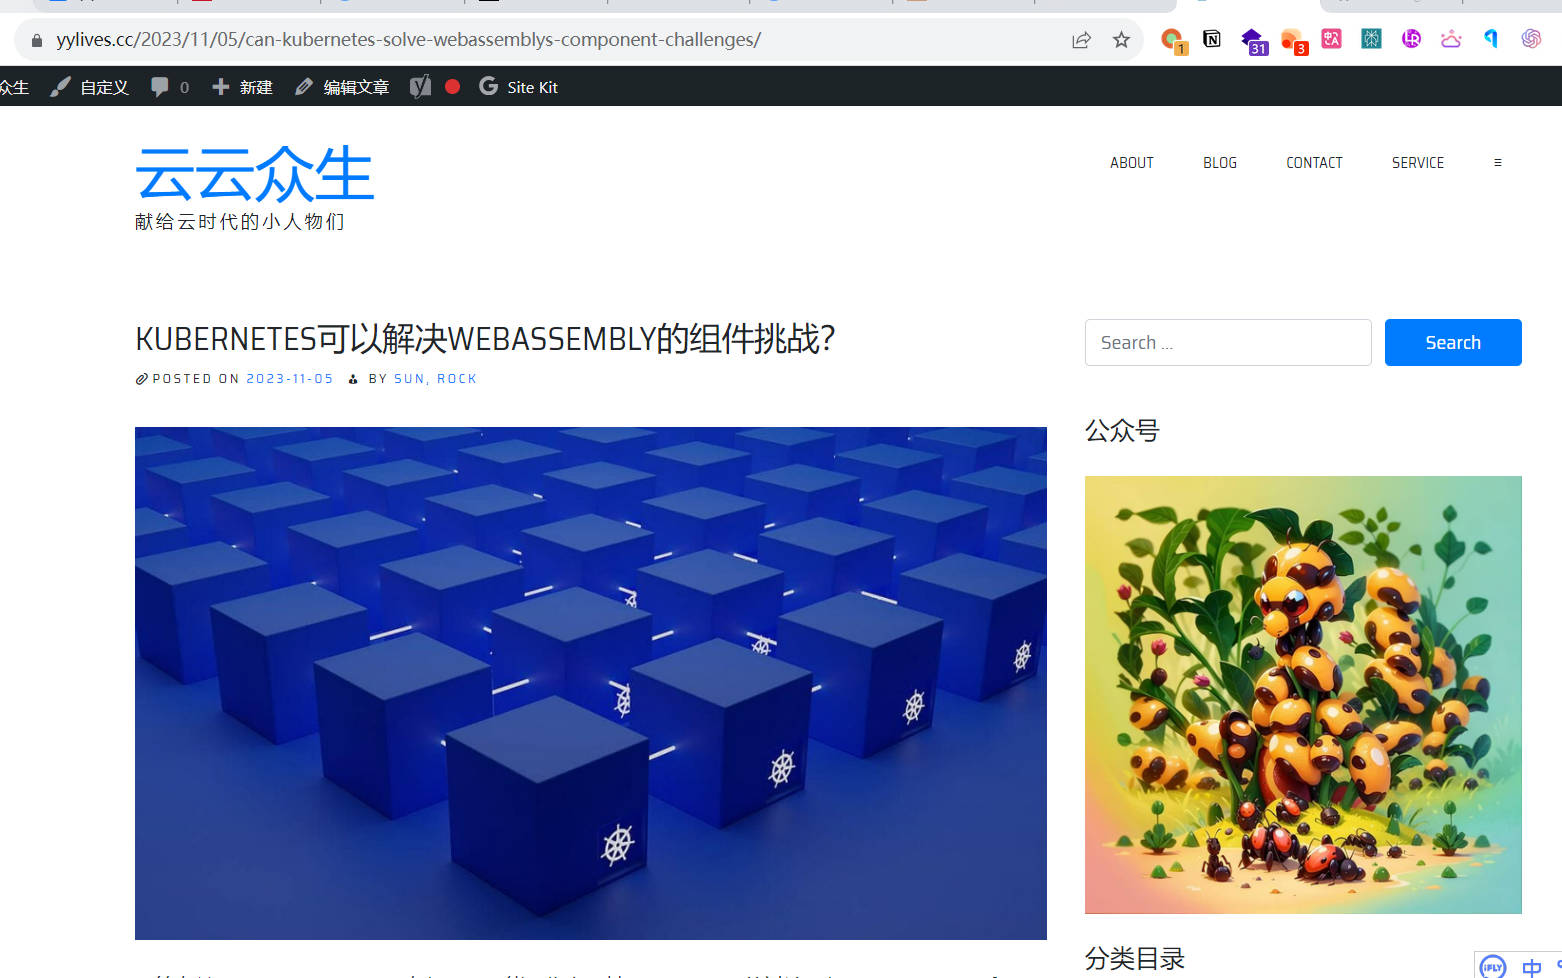 yylives.cc/2023/11/05/can-kubernetes-solve-webassemblys-component-challenges/
1
31
3
众生 自定义 0 新建 编辑文章 Site Kit
云云众生
献给云时代的小人物们
ABOUT BLOG CONTACT SERVICE
KUBERNETES可以解决WEBASSEMBLY的组件挑战?
POSTED ON 2023-11-05 BY SUN, ROCK
Search ...
Search
公众号
分类目录
iFLY 中